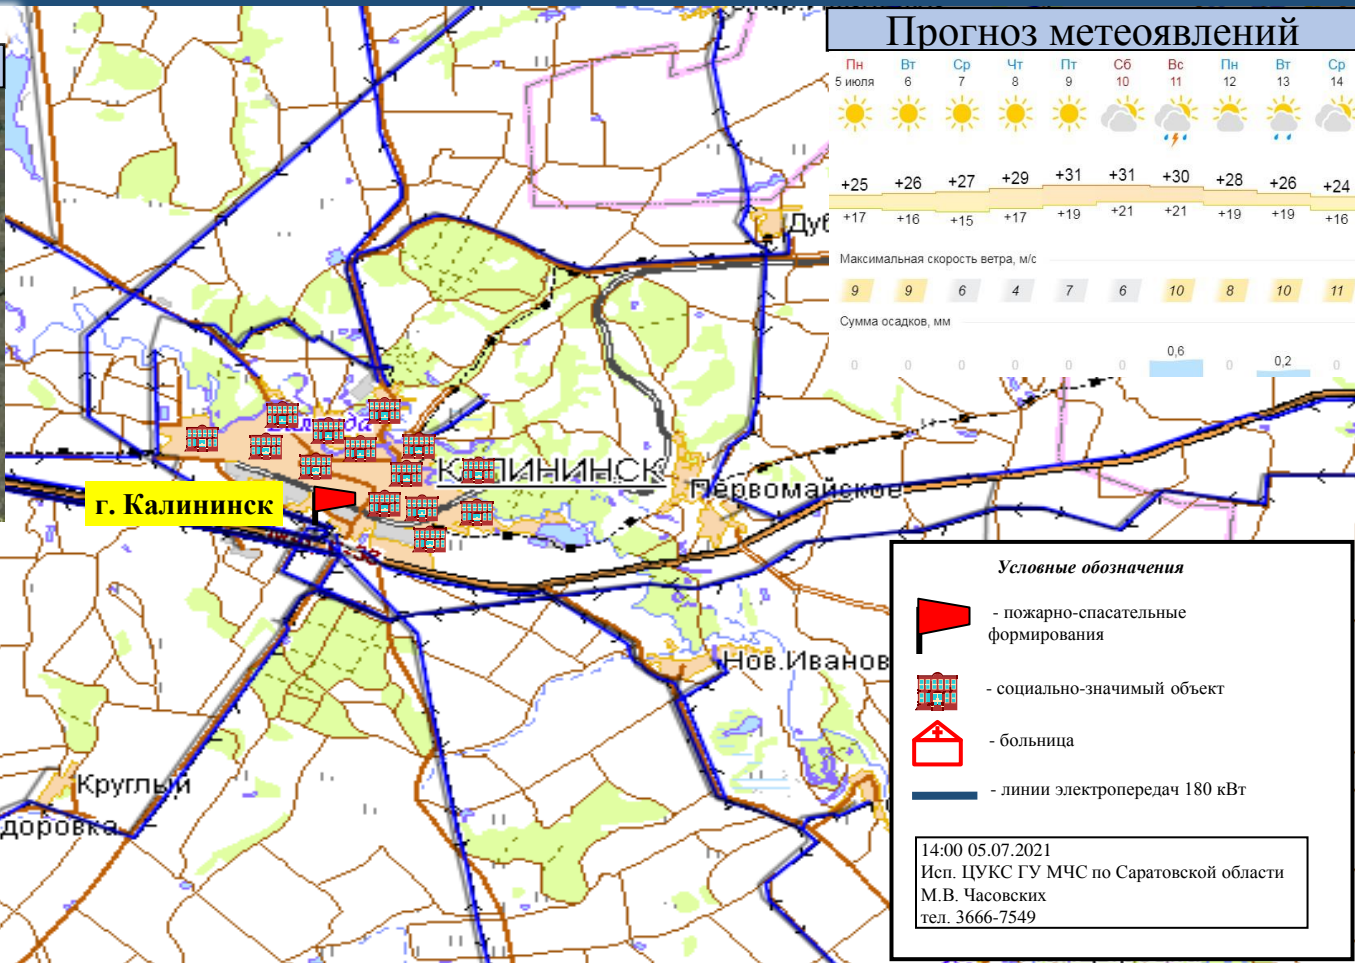 Прогноз метеоявлений
Пн Вт Ср Чт Пт Сб Вс Пн Вт Ср
5 июля 6 7 8 9 10 11 12 13 14
+25 +26 +27 +29 +31 +31 +30 +28 +26 +24
+17 +16 +15 +17 +19 +21 +21 +19 +19 +16
Максимальная скорость ветра, м/с
9 9 6 4 7 6 10 8 10 11
Сумма осадков, мм
0 0 0 0 0 0 0,6 0 0,2 0
Дуб
КАЛИНИНСК
Первомайское
г. Калининск
Нов.Иванов
Круглый
доровка
Условные обозначения
- пожарно-спасательные
формирования
- социально-значимый объект
- больница
- линии электропередач 180 кВт
14:00 05.07.2021
Исп. ЦУКС ГУ МЧС по Саратовской области
М.В. Часовских
тел. 3666-7549